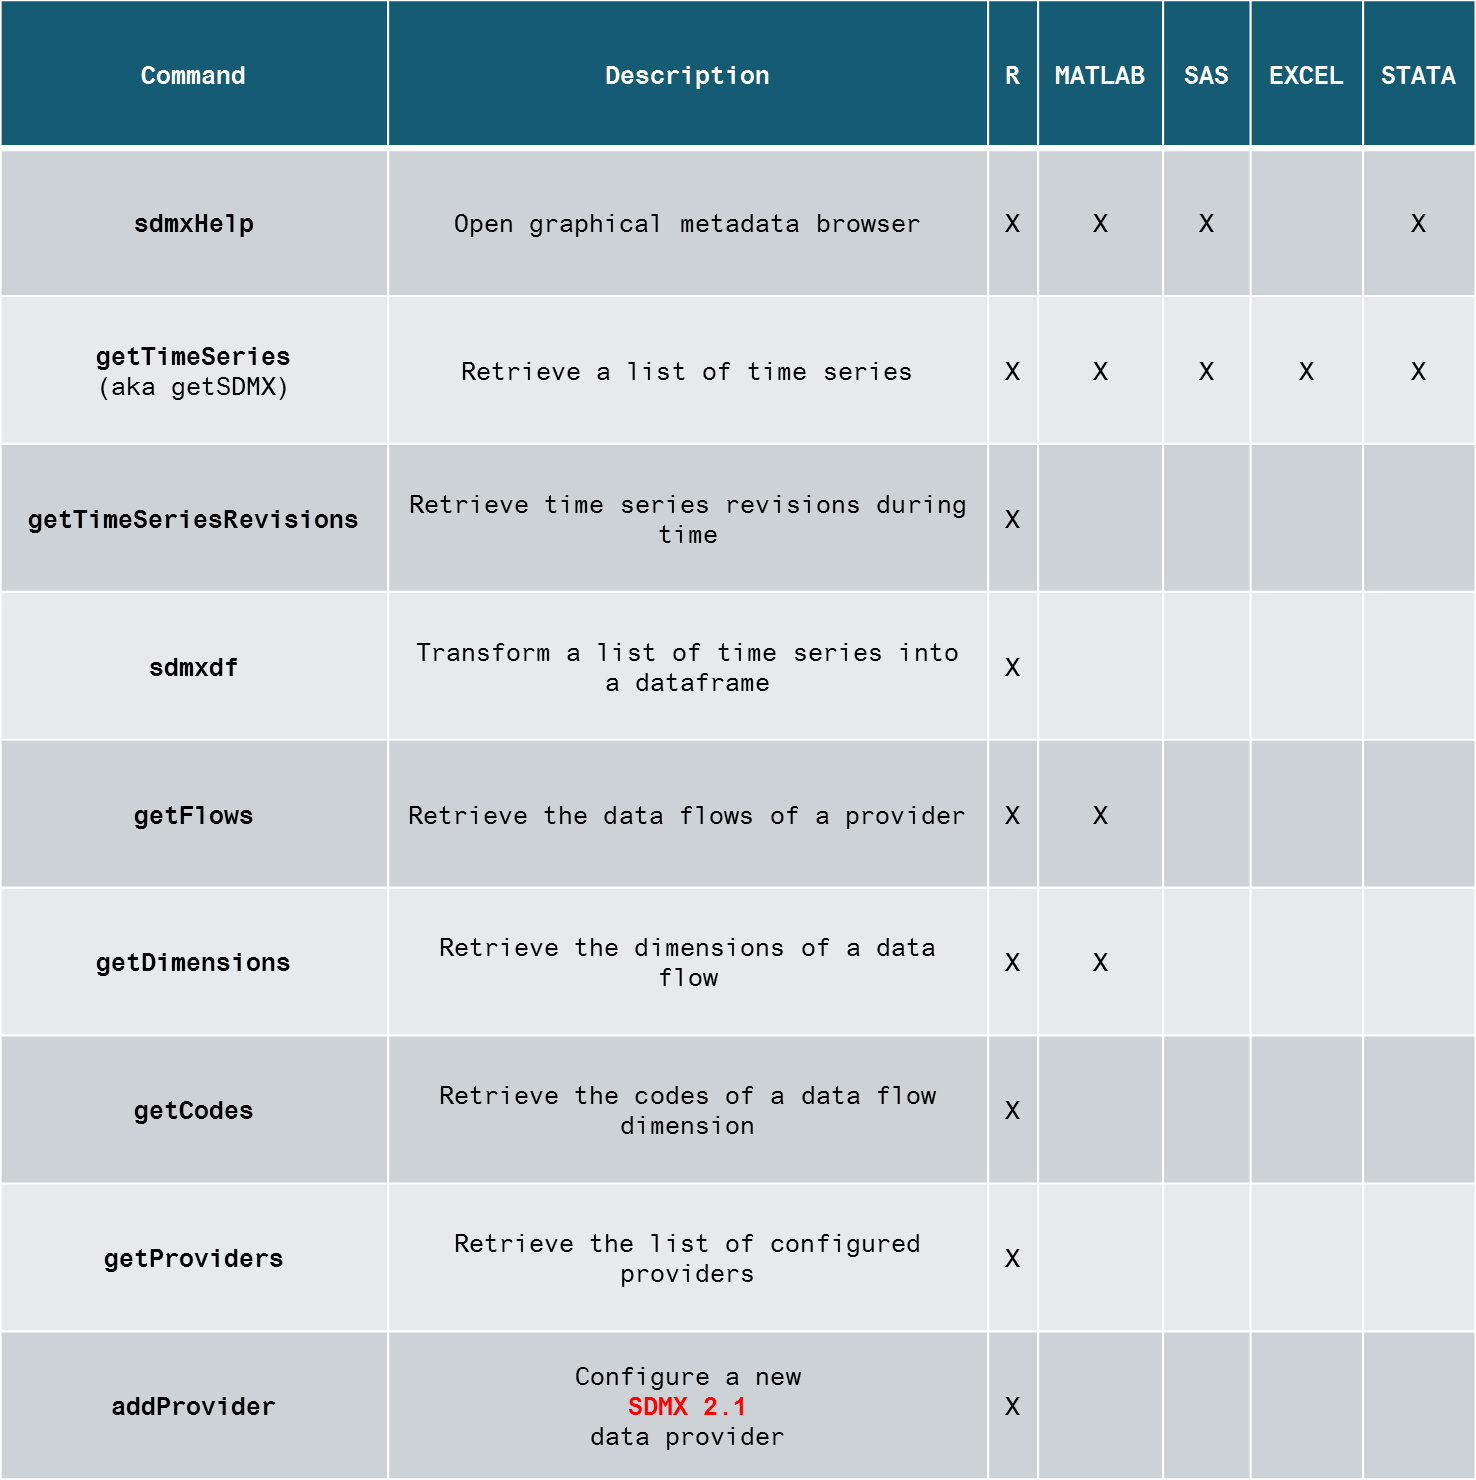 Command Description R MATLAB SAS EXCEL STATA
sdmxHelp Open graphical metadata browser X X X X
getTimeSeries
(aka getSDMX) Retrieve a list of time series X X X X X
getTimeSeriesRevisions Retrieve time series revisions during
time X
sdmxdf Transform a list of time series into
a dataframe X
getFlows Retrieve the data flows of a provider X X
getDimensions Retrieve the dimensions of a data
flow X X
getCodes Retrieve the codes of a data flow
dimension X
getProviders Retrieve the list of configured
providers X
addProvider Configure a new
SDMX 2.1
data provider X